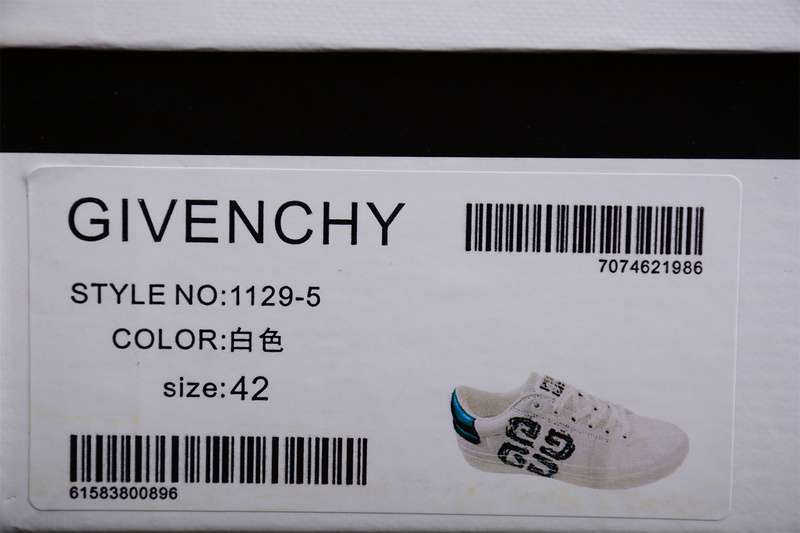 GIVENCHY
7074621986
STYLE NO:1129-5
COLOR:白色
size:42
61583800896